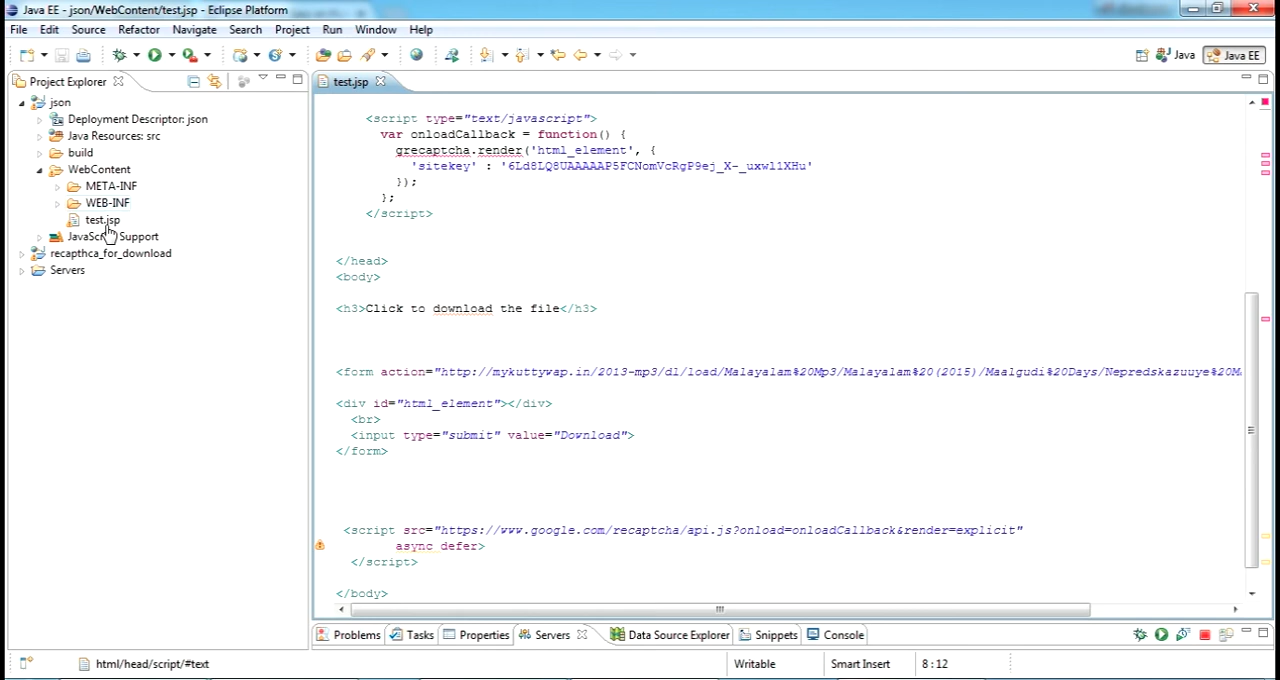 Java EE - json/WebContent/test.jsp - Eclipse Platform
File Edit Source Refactor Navigate Search Project Run Window Help
Java Java EE
Project Explorer
test.jsp
json
Deployment Descriptor: json
Java Resources: src
build
WebContent
META-INF
WEB-INF
test.jsp
JavaScript Support
recapthca_for_download
Servers
<script type="text/javascript">
var onloadCallback = function() {
grecaptcha.render('html_element', {
'sitekey' : '6Ld8LQ8UAAAAAP5FCNomVcRgP9ej_X-_uxwl1XHu'
});
};
</script>
</head>
<body>
<h3>Click to download the file</h3>
<form action="http://mykuttywap.in/2013-mp3/dl/load/Malayalam%20Mp3/Malayalam%20(2015)/Maalgudi%20Days/Nepredskazuuye%20M
<div id="html_element"></div>
<br>
<input type="submit" value="Download">
</form>
<script src="https://www.google.com/recaptcha/api.js?onload=onloadCallback&render=explicit"
async defer>
</script>
</body>
Problems Tasks Properties Servers Data Source Explorer Snippets Console
html/head/script/#text Writable Smart Insert 8 : 12